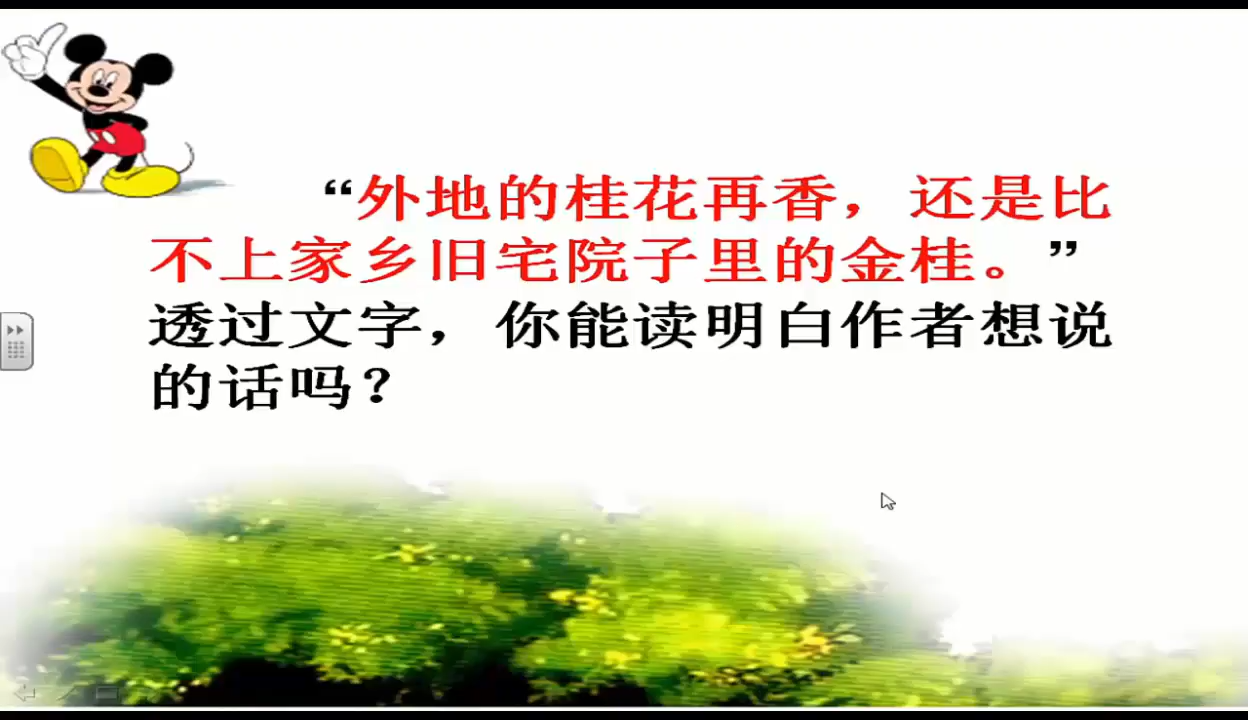 “外地的桂花再香，还是比
不上家乡旧宅院子里的金桂。”
透过文字，你能读明白作者想说
的话吗？